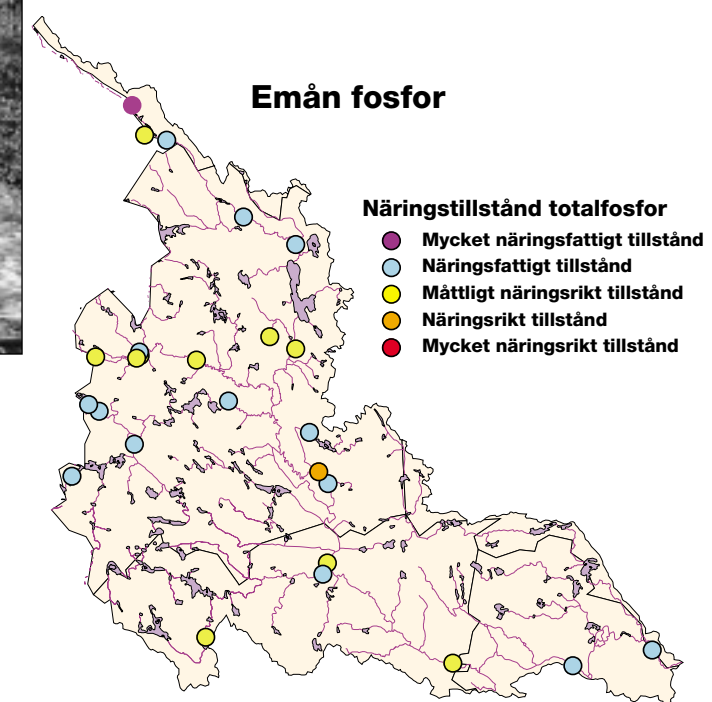 Emån fosfor
Näringstillstånd totalfosfor
Mycket näringsfattigt tillstånd
Näringsfattigt tillstånd
Måttligt näringsrikt tillstånd
Näringsrikt tillstånd
Mycket näringsrikt tillstånd